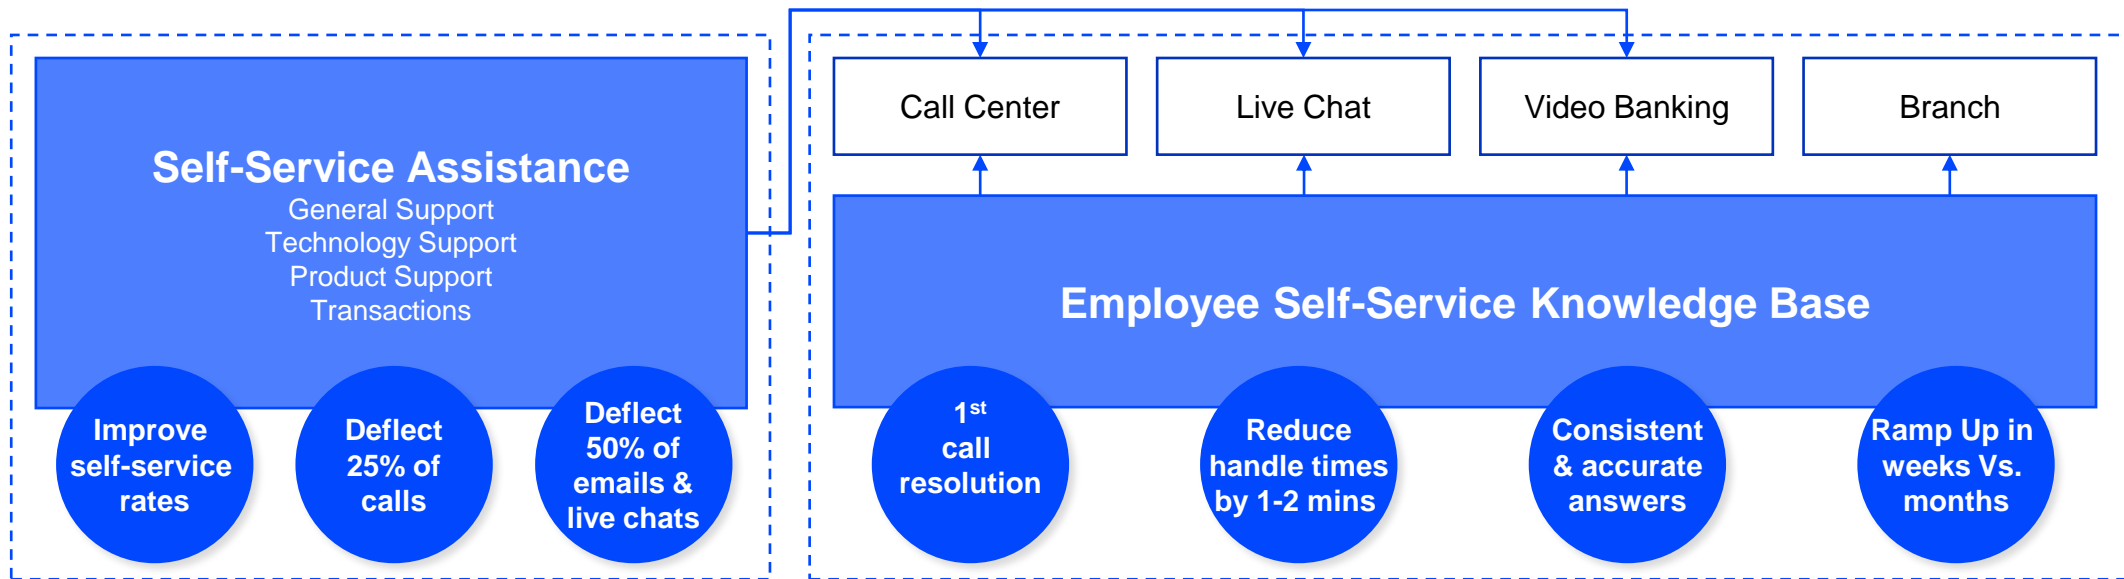 Self-Service Assistance
General Support
Technology Support
Product Support
Transactions
Improve
self-service
rates
Deflect
25% of
calls
Deflect
50% of
emails &
live chats
Call Center
Live Chat
Video Banking
Branch
Employee Self-Service Knowledge Base
1st
call
resolution
Reduce
handle times
by 1-2 mins
Consistent
& accurate
answers
Ramp Up in
weeks Vs.
months